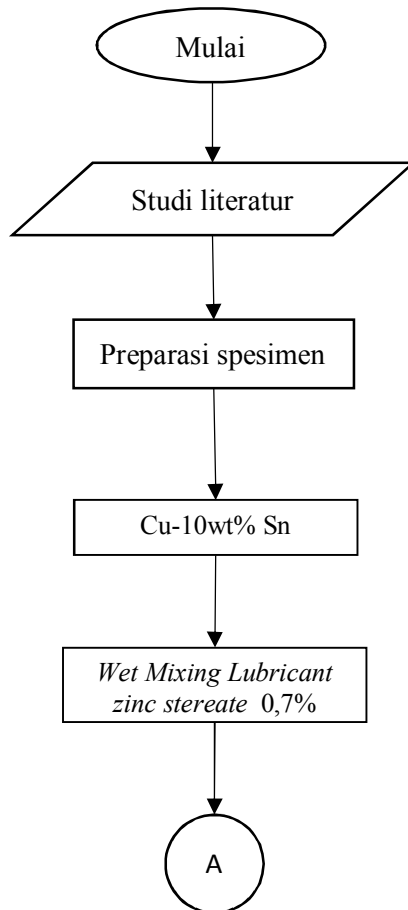 Mulai
Studi literatur
Preparasi spesimen
Cu-10wt% Sn
Wet Mixing Lubricant
zinc stereate 0,7%
A